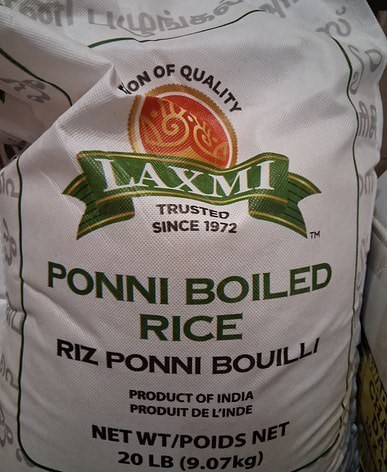 ION OF QUALITY
LAXMI
TRUSTED
SINCE 1972
TM
PONNI BOILED
RICE
RIZ PONNI BOUILLI
PRODUCT OF INDIA
PRODUIT DE L'INDE
NET WT/POIDS NET
20 LB (9.07kg)